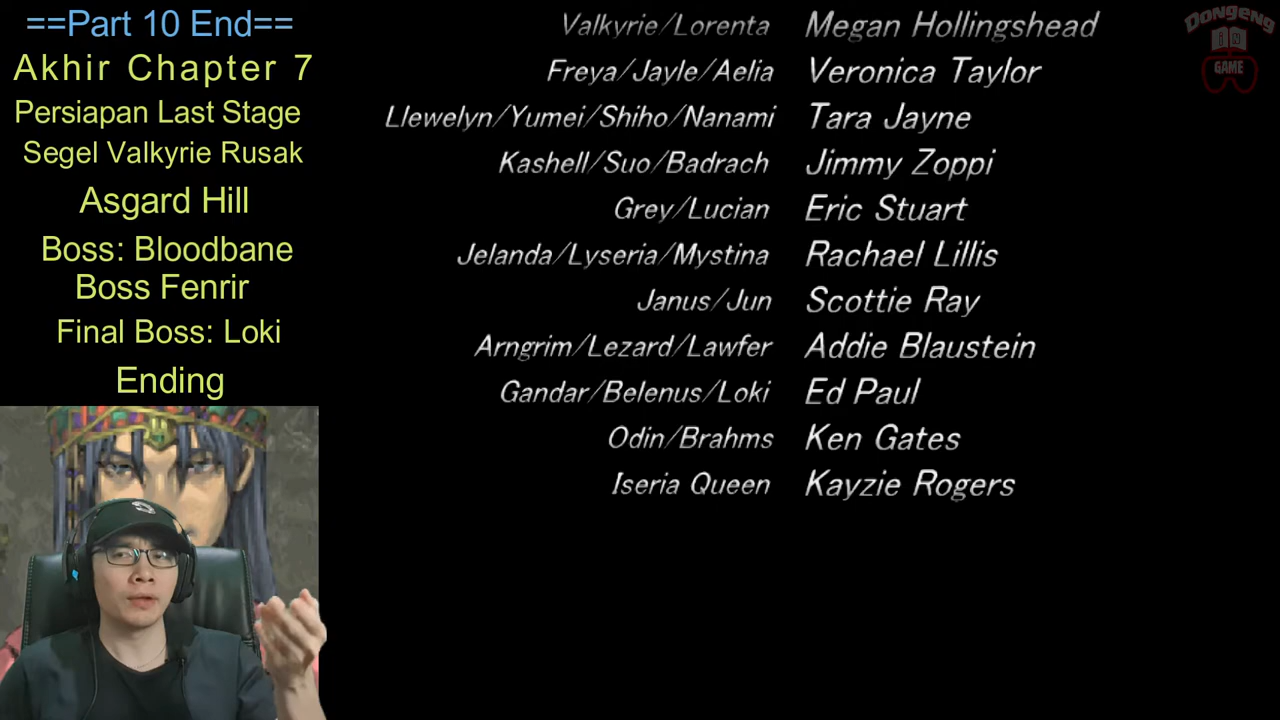 ==Part 10 End==
Akhir Chapter 7
Persiapan Last Stage
Segel Valkyrie Rusak
Asgard Hill
Boss: Bloodbane
Boss Fenrir
Final Boss: Loki
Ending
Valkyrie/Lorenta Megan Hollingshead
Freya/Jayle/Aelia Veronica Taylor
Llewelyn/Yumei/Shiho/Nanami Tara Jayne
Kashell/Suo/Badrach Jimmy Zoppi
Grey/Lucian Eric Stuart
Jelanda/Lyseria/Mystina Rachael Lillis
Janus/Jun Scottie Ray
Arngrim/Lezard/Lawfer Addie Blaustein
Gandar/Belenus/Loki Ed Paul
Odin/Brahms Ken Gates
Iseria Queen Kayzie Rogers
DONGENG
IN
GAME